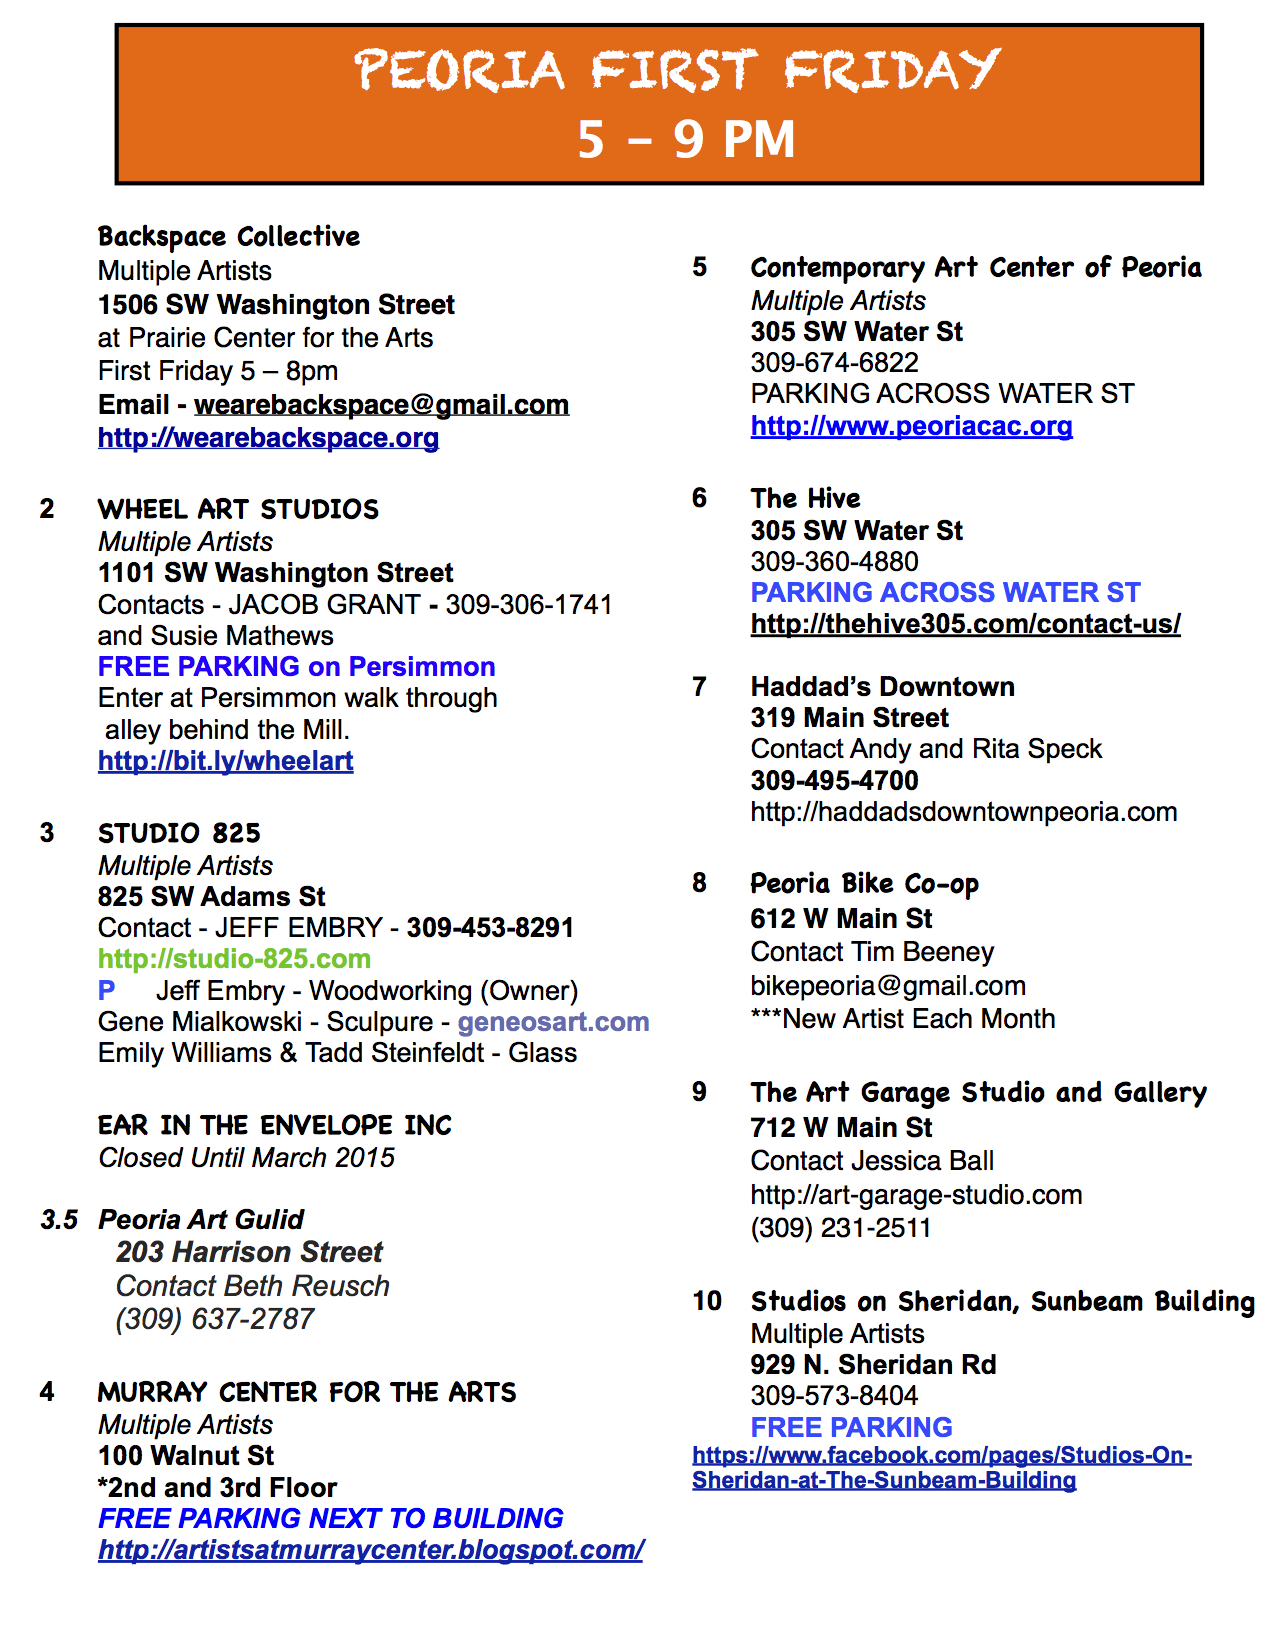 PEORIA FIRST FRIDAY
5 – 9 PM
Backspace Collective
Multiple Artists
1506 SW Washington Street
at Prairie Center for the Arts
First Friday 5 – 8pm
Email - wearebackspace@gmail.com
http://wearebackspace.org
2 WHEEL ART STUDIOS
Multiple Artists
1101 SW Washington Street
Contacts - JACOB GRANT - 309-306-1741
and Susie Mathews
FREE PARKING on Persimmon
Enter at Persimmon walk through
alley behind the Mill.
http://bit.ly/wheelart
3 STUDIO 825
Multiple Artists
825 SW Adams St
Contact - JEFF EMBRY - 309-453-8291
http://studio-825.com
P Jeff Embry - Woodworking (Owner)
Gene Mialkowski - Sculpure - geneosart.com
Emily Williams & Tadd Steinfeldt - Glass
EAR IN THE ENVELOPE INC
Closed Until March 2015
3.5 Peoria Art Gulid
203 Harrison Street
Contact Beth Reusch
(309) 637-2787
4 MURRAY CENTER FOR THE ARTS
Multiple Artists
100 Walnut St
*2nd and 3rd Floor
FREE PARKING NEXT TO BUILDING
http://artistsatmurraycenter.blogspot.com/
5 Contemporary Art Center of Peoria
Multiple Artists
305 SW Water St
309-674-6822
PARKING ACROSS WATER ST
http://www.peoriacac.org
6 The Hive
305 SW Water St
309-360-4880
PARKING ACROSS WATER ST
http://thehive305.com/contact-us/
7 Haddad’s Downtown
319 Main Street
Contact Andy and Rita Speck
309-495-4700
http://haddadsdowntownpeoria.com
8 Peoria Bike Co-op
612 W Main St
Contact Tim Beeney
bikepeoria@gmail.com
***New Artist Each Month
9 The Art Garage Studio and Gallery
712 W Main St
Contact Jessica Ball
http://art-garage-studio.com
(309) 231-2511
10 Studios on Sheridan, Sunbeam Building
Multiple Artists
929 N. Sheridan Rd
309-573-8404
FREE PARKING
https://www.facebook.com/pages/Studios-On-
Sheridan-at-The-Sunbeam-Building